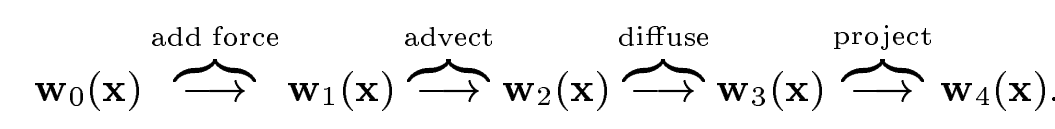 add force advect diffuse project
w₀(x) ⟶ w₁(x) ⟶ w₂(x) ⟶ w₃(x) ⟶ w₄(x).